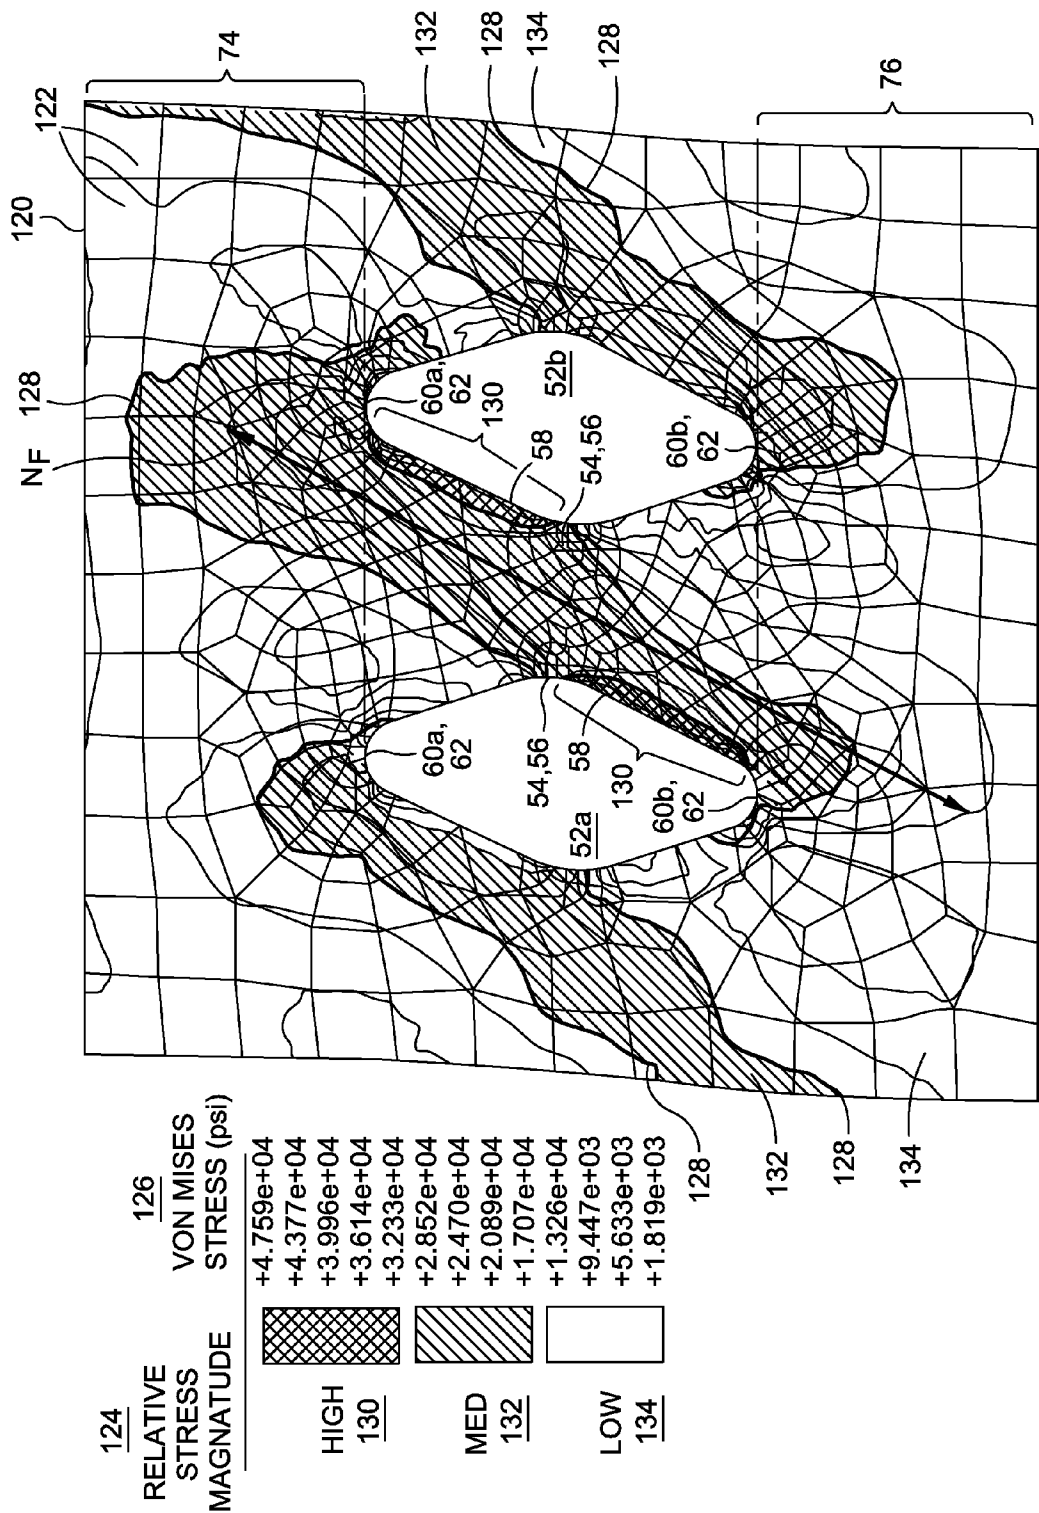 124
RELATIVE
STRESS
MAGNATUDE
126
VON MISES
STRESS (psi)
HIGH
130
MED
132
LOW
134
+4.759e+04
+4.377e+04
+3.996e+04
+3.614e+04
+3.233e+04
+2.852e+04
+2.470e+04
+2.089e+04
+1.707e+04
+1.326e+04
+9.447e+03
+5.633e+03
+1.819e+03
120
122
NF
128
74
132
128
134
128
76
60a,
62
130
58
54,56
52b
60b,
62
60a,
62
54,56
58
130
52a
60b,
62
128
132
128
134